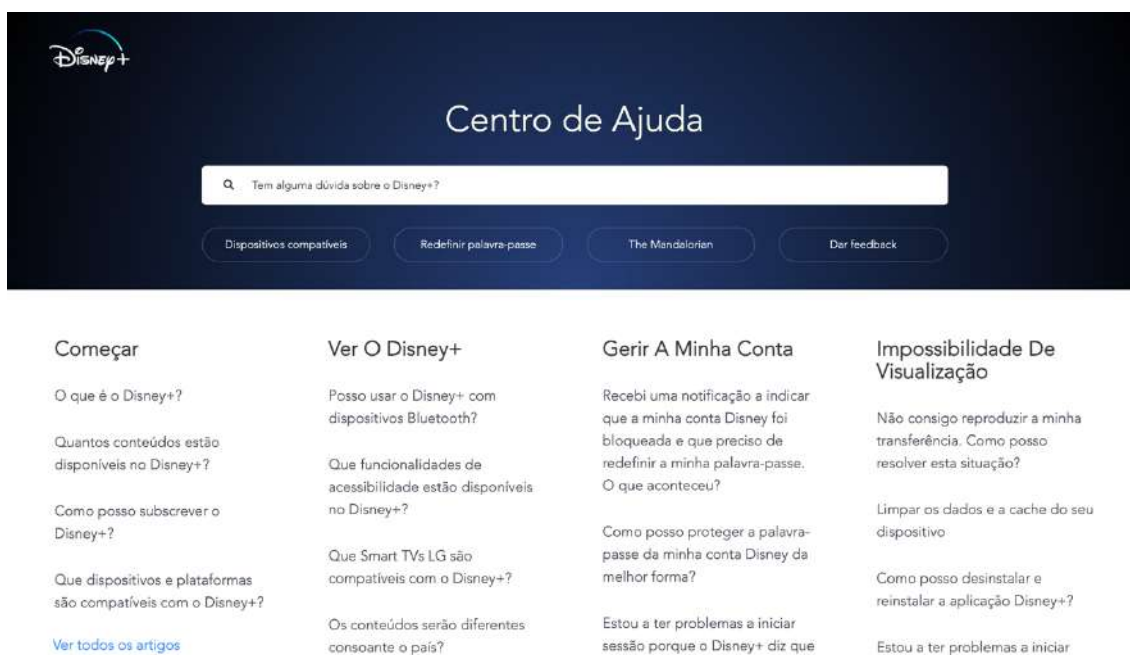 Disney+
Centro de Ajuda
Tem alguma dúvida sobre o Disney+?
Dispositivos compatíveis
Redefinir palavra-passe
The Mandalorian
Dar feedback
Começar
O que é o Disney+?
Quantos conteúdos estão
disponíveis no Disney+?
Como posso subscrever o
Disney+?
Que dispositivos e plataformas
são compatíveis com o Disney+?
Ver todos os artigos
Ver O Disney+
Posso usar o Disney+ com
dispositivos Bluetooth?
Que funcionalidades de
acessibilidade estão disponíveis
no Disney+?
Que Smart TVs LG são
compatíveis com o Disney+?
Os conteúdos serão diferentes
consoante o país?
Gerir A Minha Conta
Recebi uma notificação a indicar
que a minha conta Disney foi
bloqueada e que preciso de
redefinir a minha palavra-passe.
O que aconteceu?
Como posso proteger a palavra-
passe da minha conta Disney da
melhor forma?
Estou a ter problemas a iniciar
sessão porque o Disney+ diz que
Impossibilidade De
Visualização
Não consigo reproduzir a minha
transferência. Como posso
resolver esta situação?
Limpar os dados e a cache do seu
dispositivo
Como posso desinstalar e
reinstalar a aplicação Disney+?
Estou a ter problemas a iniciar